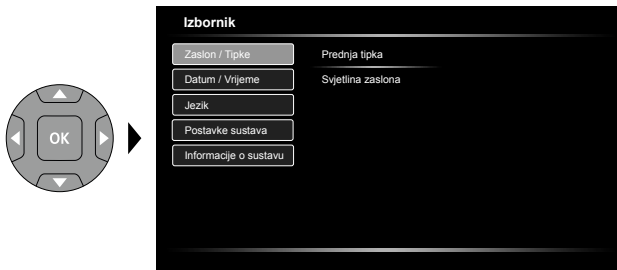 Izbornik
Zaslon / Tipke
Prednja tipka
Datum / Vrijeme
Svjetlina zaslona
Jezik
OK
Postavke sustava
Informacije o sustavu